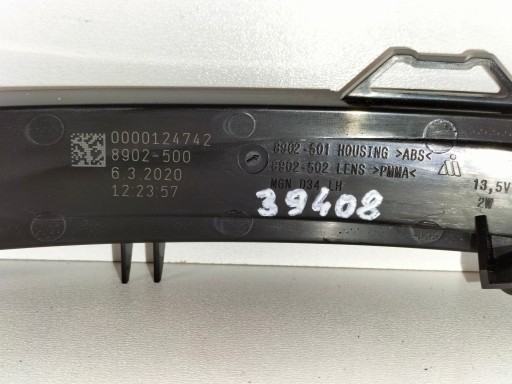 0000124742
8902-500
6 3.2020
12:23:57
8902-501 HOUSING >ABS<
8902-502 LENS >PMMA<
MGN D34 LH
13,5V
2W
39408